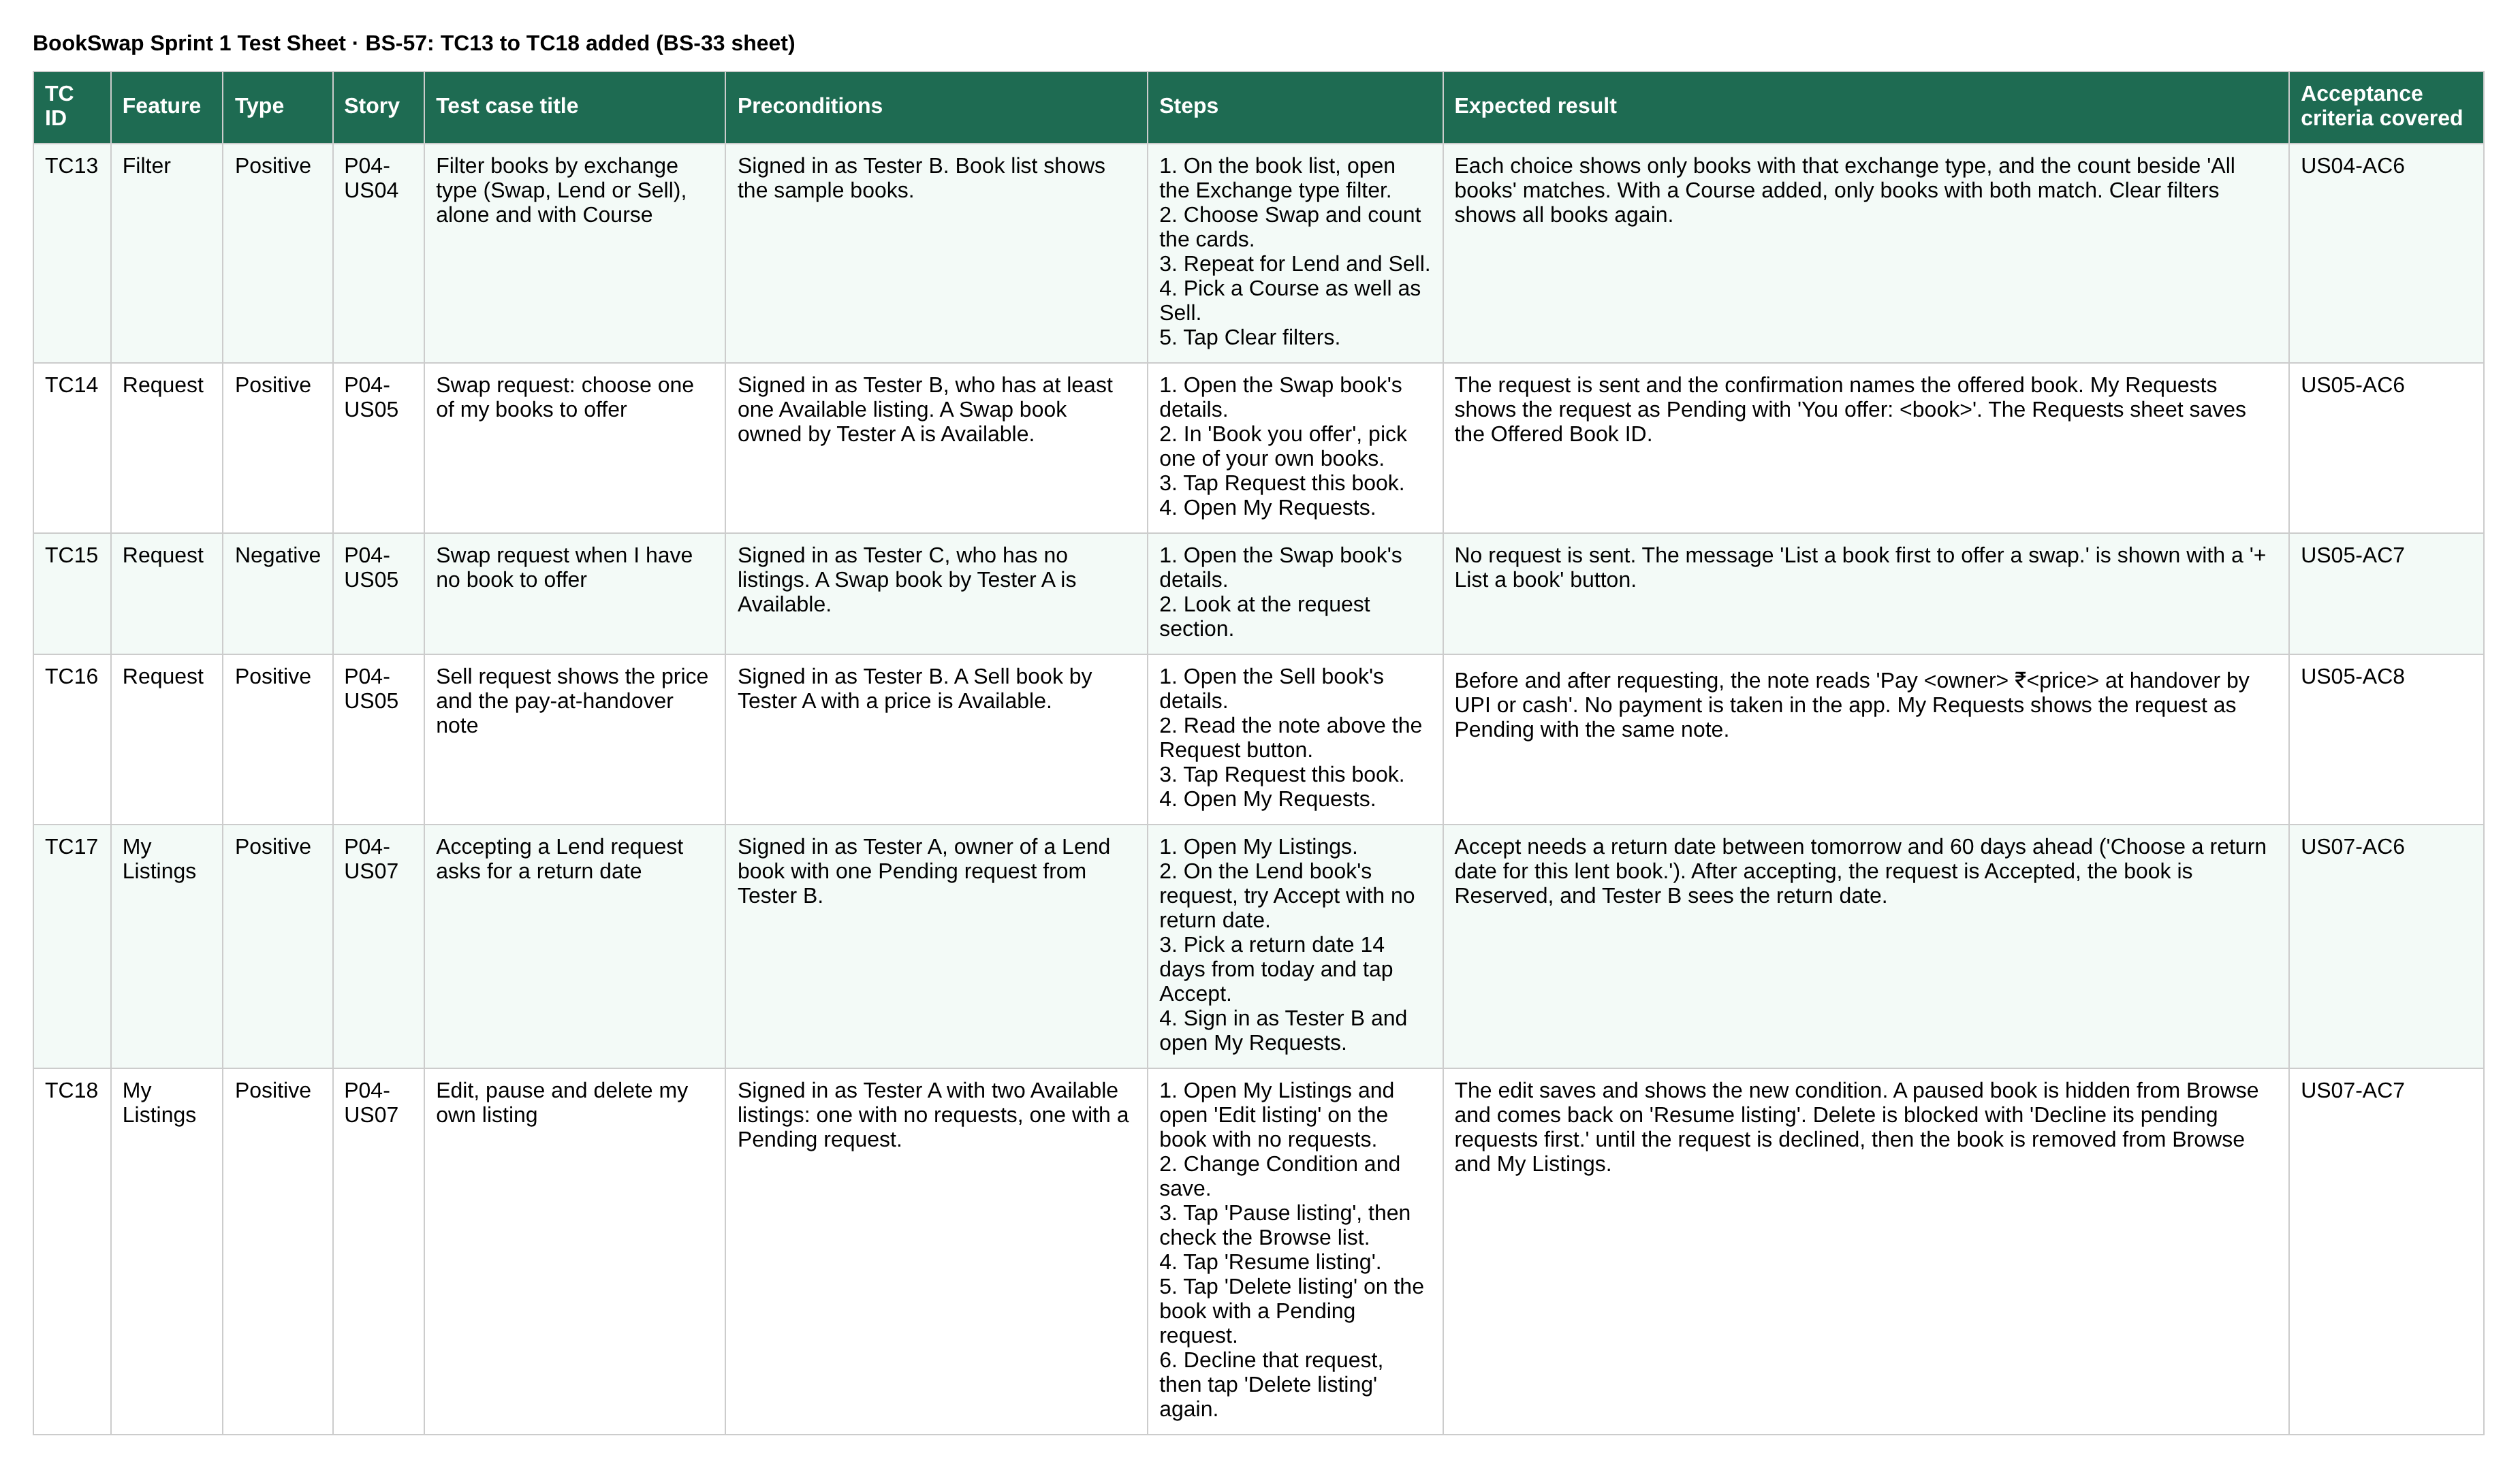 BookSwap Sprint 1 Test Sheet · BS-57: TC13 to TC18 added (BS-33 sheet)
TC
ID
Feature
Type
Story
Test case title
Preconditions
Steps
Expected result
Acceptance
criteria covered
TC13
Filter
Positive
P04-
US04
Filter books by exchange
type (Swap, Lend or Sell),
alone and with Course
Signed in as Tester B. Book list shows
the sample books.
1. On the book list, open
the Exchange type filter.
2. Choose Swap and count
the cards.
3. Repeat for Lend and Sell.
4. Pick a Course as well as
Sell.
5. Tap Clear filters.
Each choice shows only books with that exchange type, and the count beside 'All
books' matches. With a Course added, only books with both match. Clear filters
shows all books again.
US04-AC6
TC14
Request
Positive
P04-
US05
Swap request: choose one
of my books to offer
Signed in as Tester B, who has at least
one Available listing. A Swap book
owned by Tester A is Available.
1. Open the Swap book's
details.
2. In 'Book you offer', pick
one of your own books.
3. Tap Request this book.
4. Open My Requests.
The request is sent and the confirmation names the offered book. My Requests
shows the request as Pending with 'You offer: <book>'. The Requests sheet saves
the Offered Book ID.
US05-AC6
TC15
Request
Negative
P04-
US05
Swap request when I have
no book to offer
Signed in as Tester C, who has no
listings. A Swap book by Tester A is
Available.
1. Open the Swap book's
details.
2. Look at the request
section.
No request is sent. The message 'List a book first to offer a swap.' is shown with a '+
List a book' button.
US05-AC7
TC16
Request
Positive
P04-
US05
Sell request shows the price
and the pay-at-handover
note
Signed in as Tester B. A Sell book by
Tester A with a price is Available.
1. Open the Sell book's
details.
2. Read the note above the
Request button.
3. Tap Request this book.
4. Open My Requests.
Before and after requesting, the note reads 'Pay <owner> ₹<price> at handover by
UPI or cash'. No payment is taken in the app. My Requests shows the request as
Pending with the same note.
US05-AC8
TC17
My
Listings
Positive
P04-
US07
Accepting a Lend request
asks for a return date
Signed in as Tester A, owner of a Lend
book with one Pending request from
Tester B.
1. Open My Listings.
2. On the Lend book's
request, try Accept with no
return date.
3. Pick a return date 14
days from today and tap
Accept.
4. Sign in as Tester B and
open My Requests.
Accept needs a return date between tomorrow and 60 days ahead ('Choose a return
date for this lent book.'). After accepting, the request is Accepted, the book is
Reserved, and Tester B sees the return date.
US07-AC6
TC18
My
Listings
Positive
P04-
US07
Edit, pause and delete my
own listing
Signed in as Tester A with two Available
listings: one with no requests, one with a
Pending request.
1. Open My Listings and
open 'Edit listing' on the
book with no requests.
2. Change Condition and
save.
3. Tap 'Pause listing', then
check the Browse list.
4. Tap 'Resume listing'.
5. Tap 'Delete listing' on the
book with a Pending
request.
6. Decline that request,
then tap 'Delete listing'
again.
The edit saves and shows the new condition. A paused book is hidden from Browse
and comes back on 'Resume listing'. Delete is blocked with 'Decline its pending
requests first.' until the request is declined, then the book is removed from Browse
and My Listings.
US07-AC7